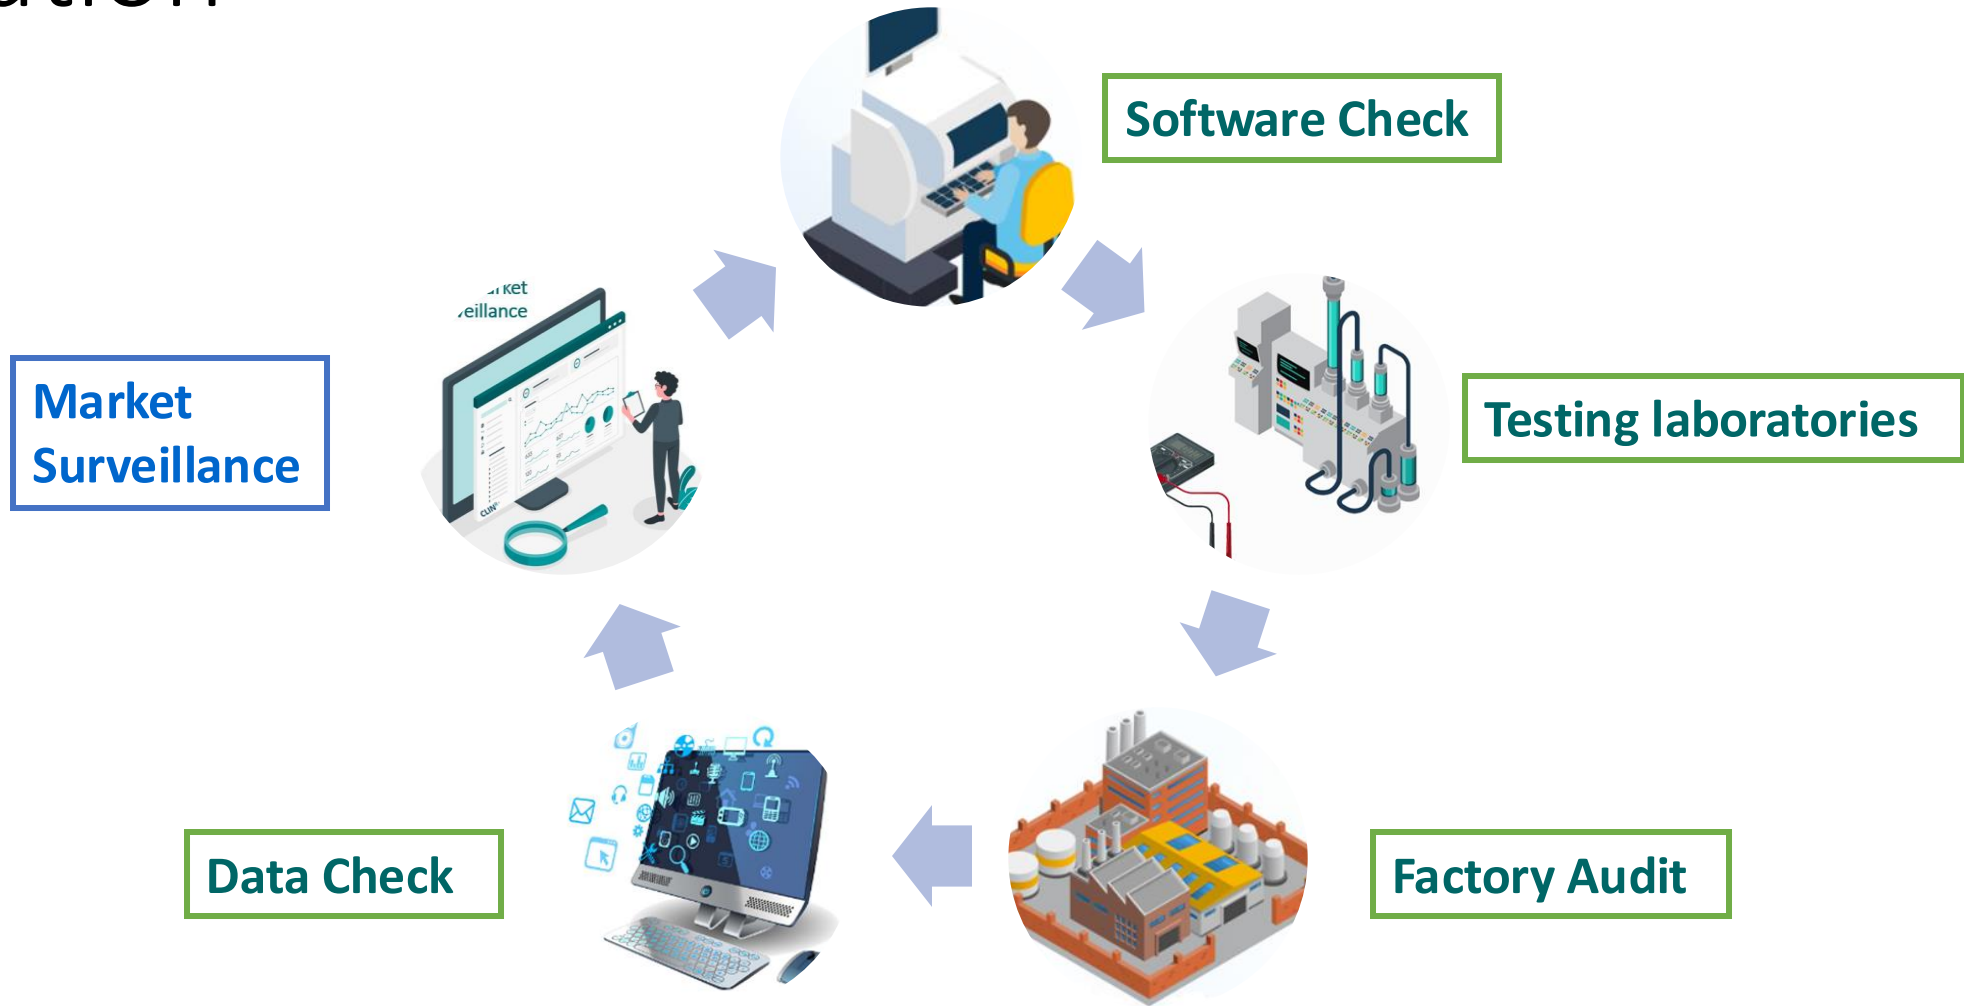 Software Check
Testing laboratories
Market
Surveillance
Data Check
Factory Audit